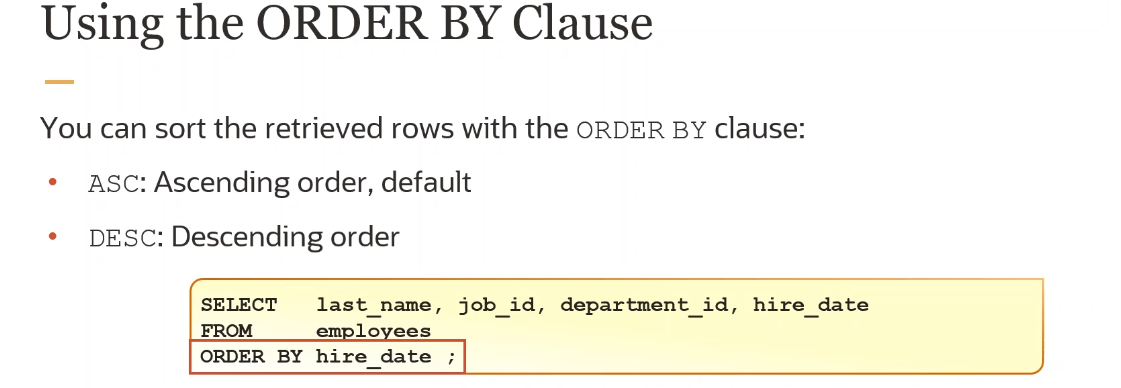 Using the ORDER BY Clause
You can sort the retrieved rows with the ORDER BY clause:
• ASC: Ascending order, default
• DESC: Descending order
SELECT last_name, job_id, department_id, hire_date
FROM employees
ORDER BY hire_date ;